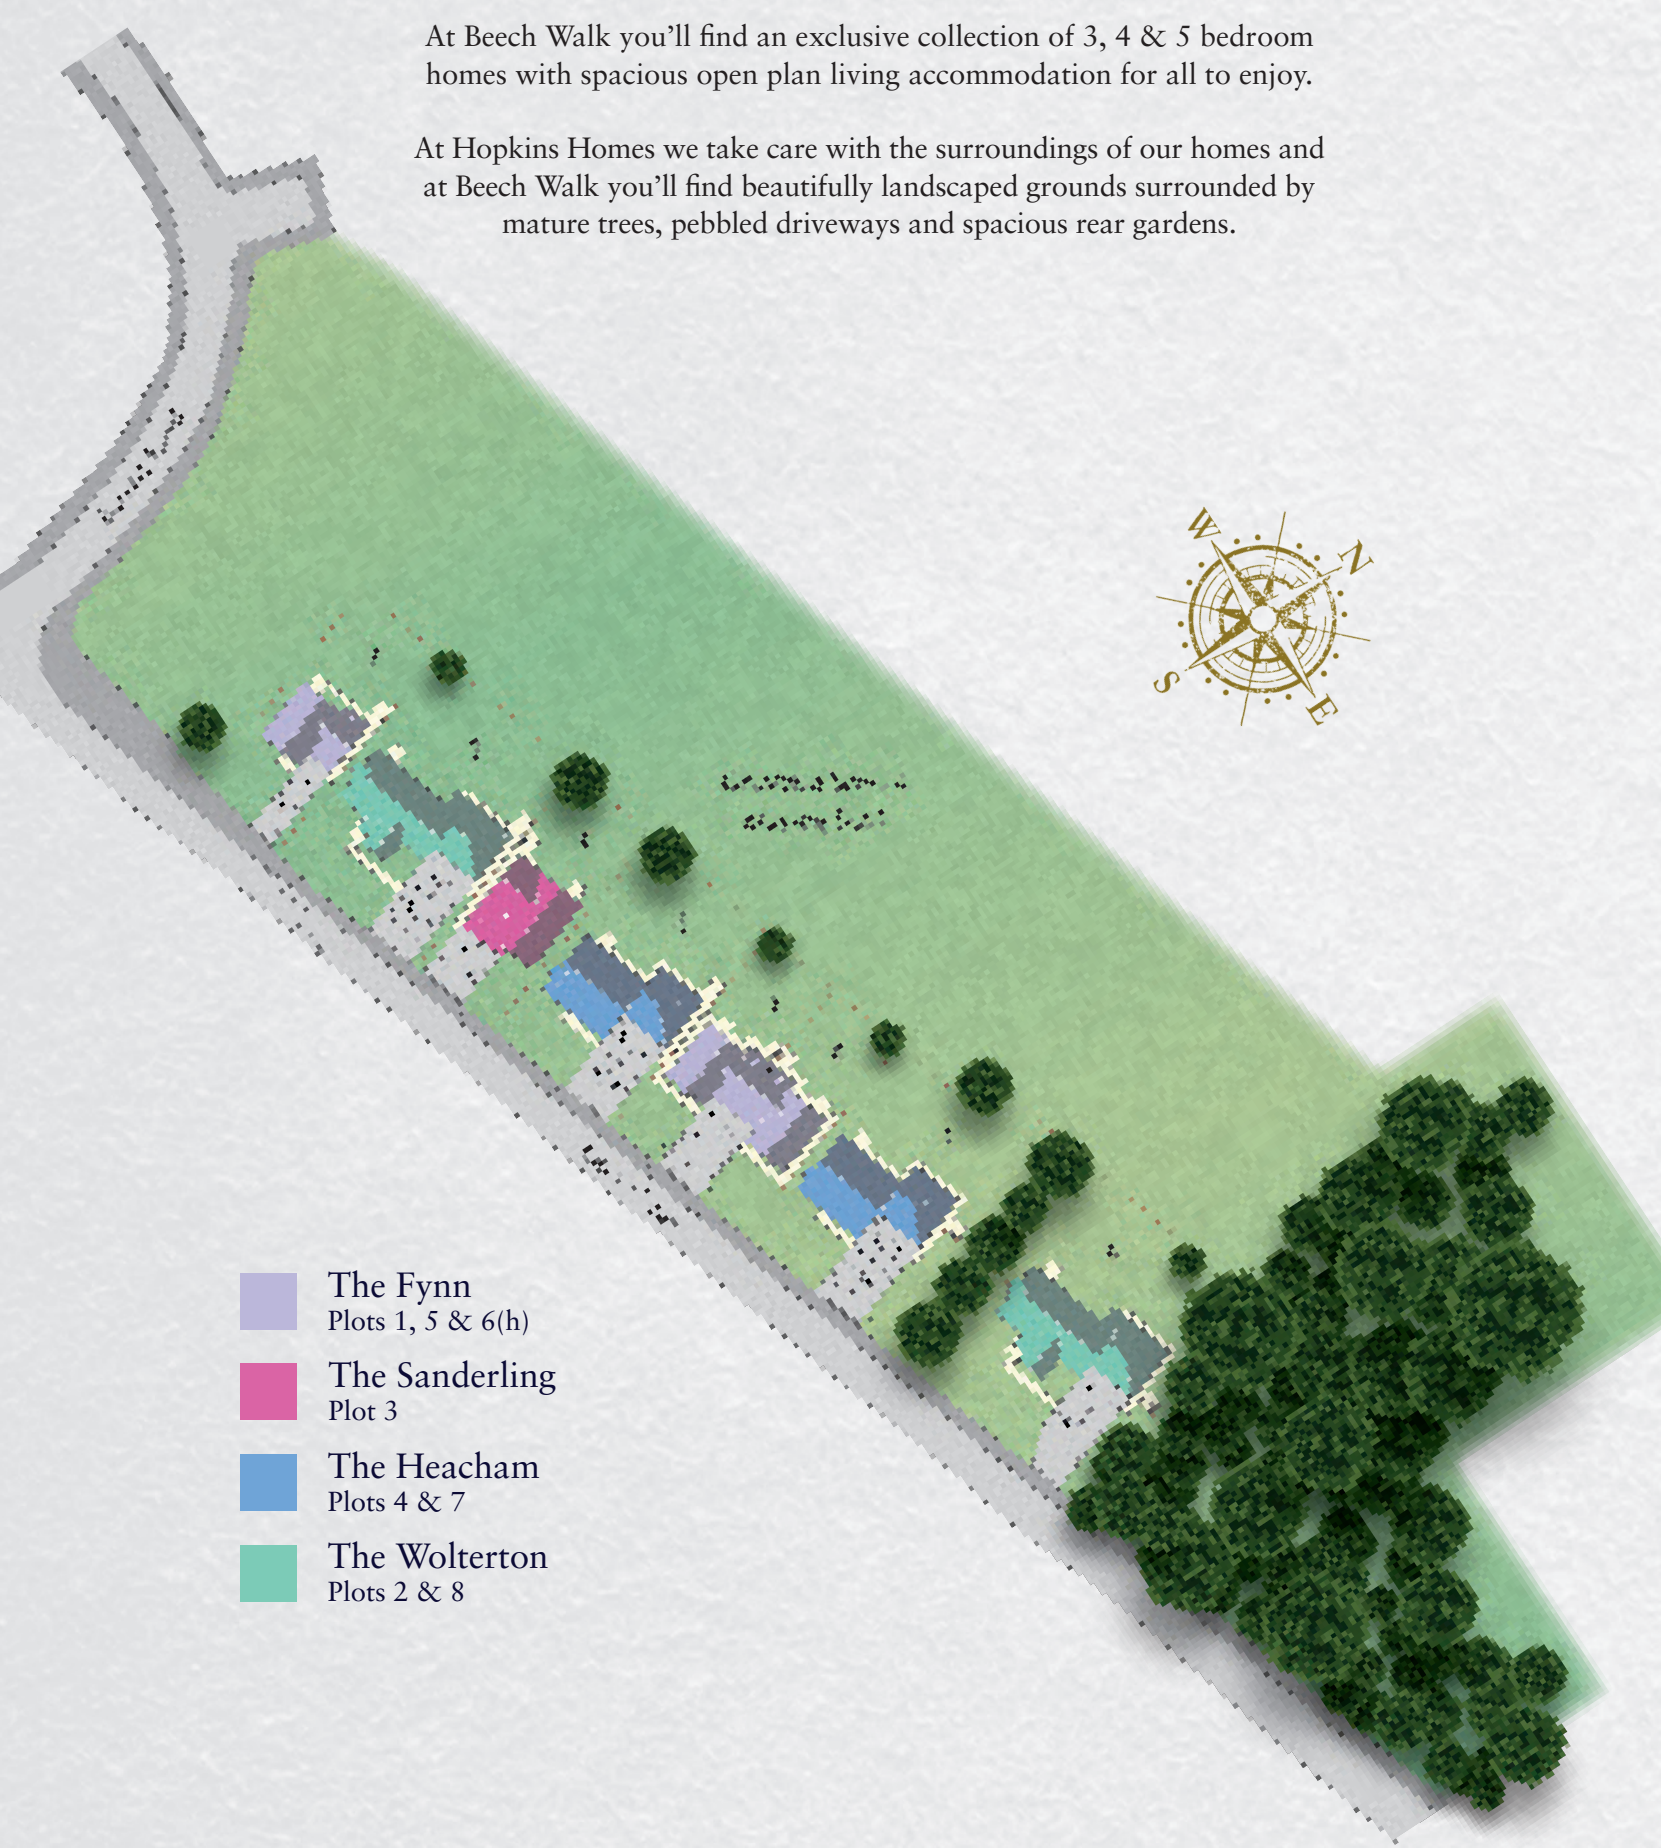 At Beech Walk you’ll find an exclusive collection of 3, 4 & 5 bedroom
homes with spacious open plan living accommodation for all to enjoy.
At Hopkins Homes we take care with the surroundings of our homes and
at Beech Walk you’ll find beautifully landscaped grounds surrounded by
mature trees, pebbled driveways and spacious rear gardens.
W
N
S
E
The Fynn
Plots 1, 5 & 6(h)
The Sanderling
Plot 3
The Heacham
Plots 4 & 7
The Wolterton
Plots 2 & 8